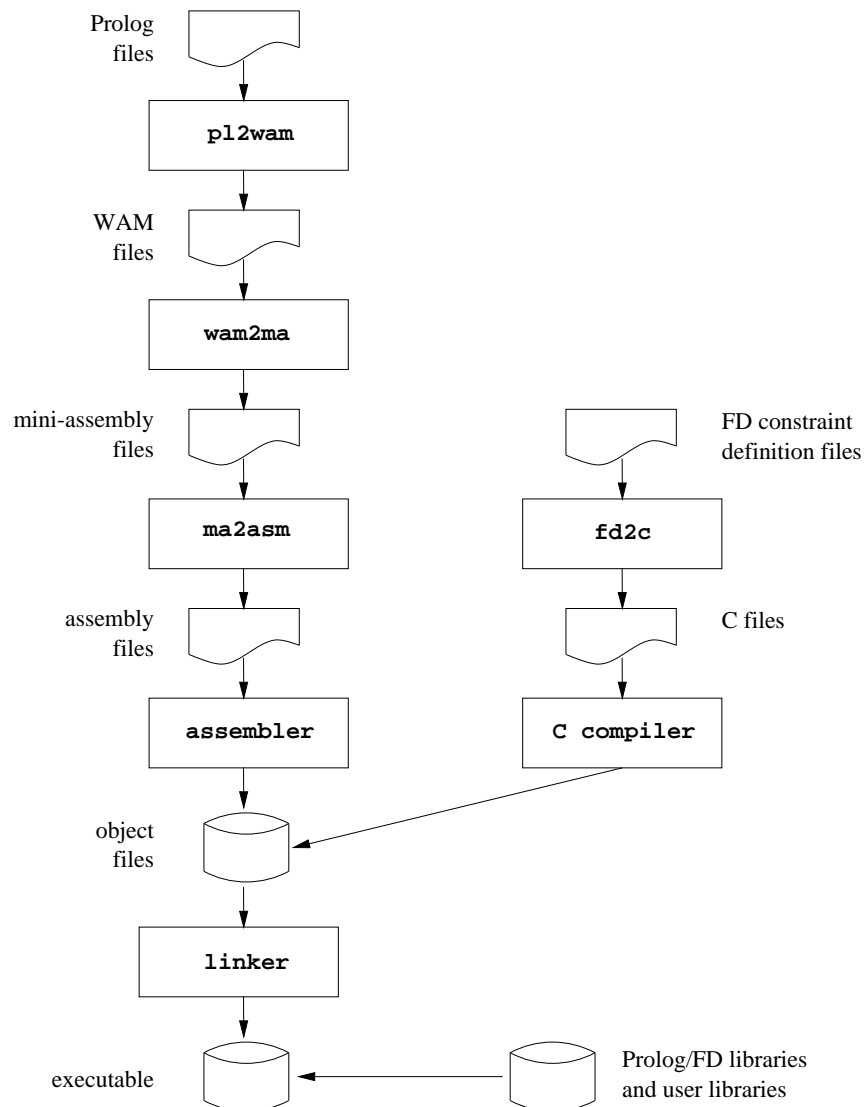 Prolog
files
pl2wam
WAM
files
wam2ma
mini-assembly
files
FD constraint
definition files
ma2asm
fd2c
assembly
files
C files
assembler
C compiler
object
files
linker
executable
Prolog/FD libraries
and user libraries